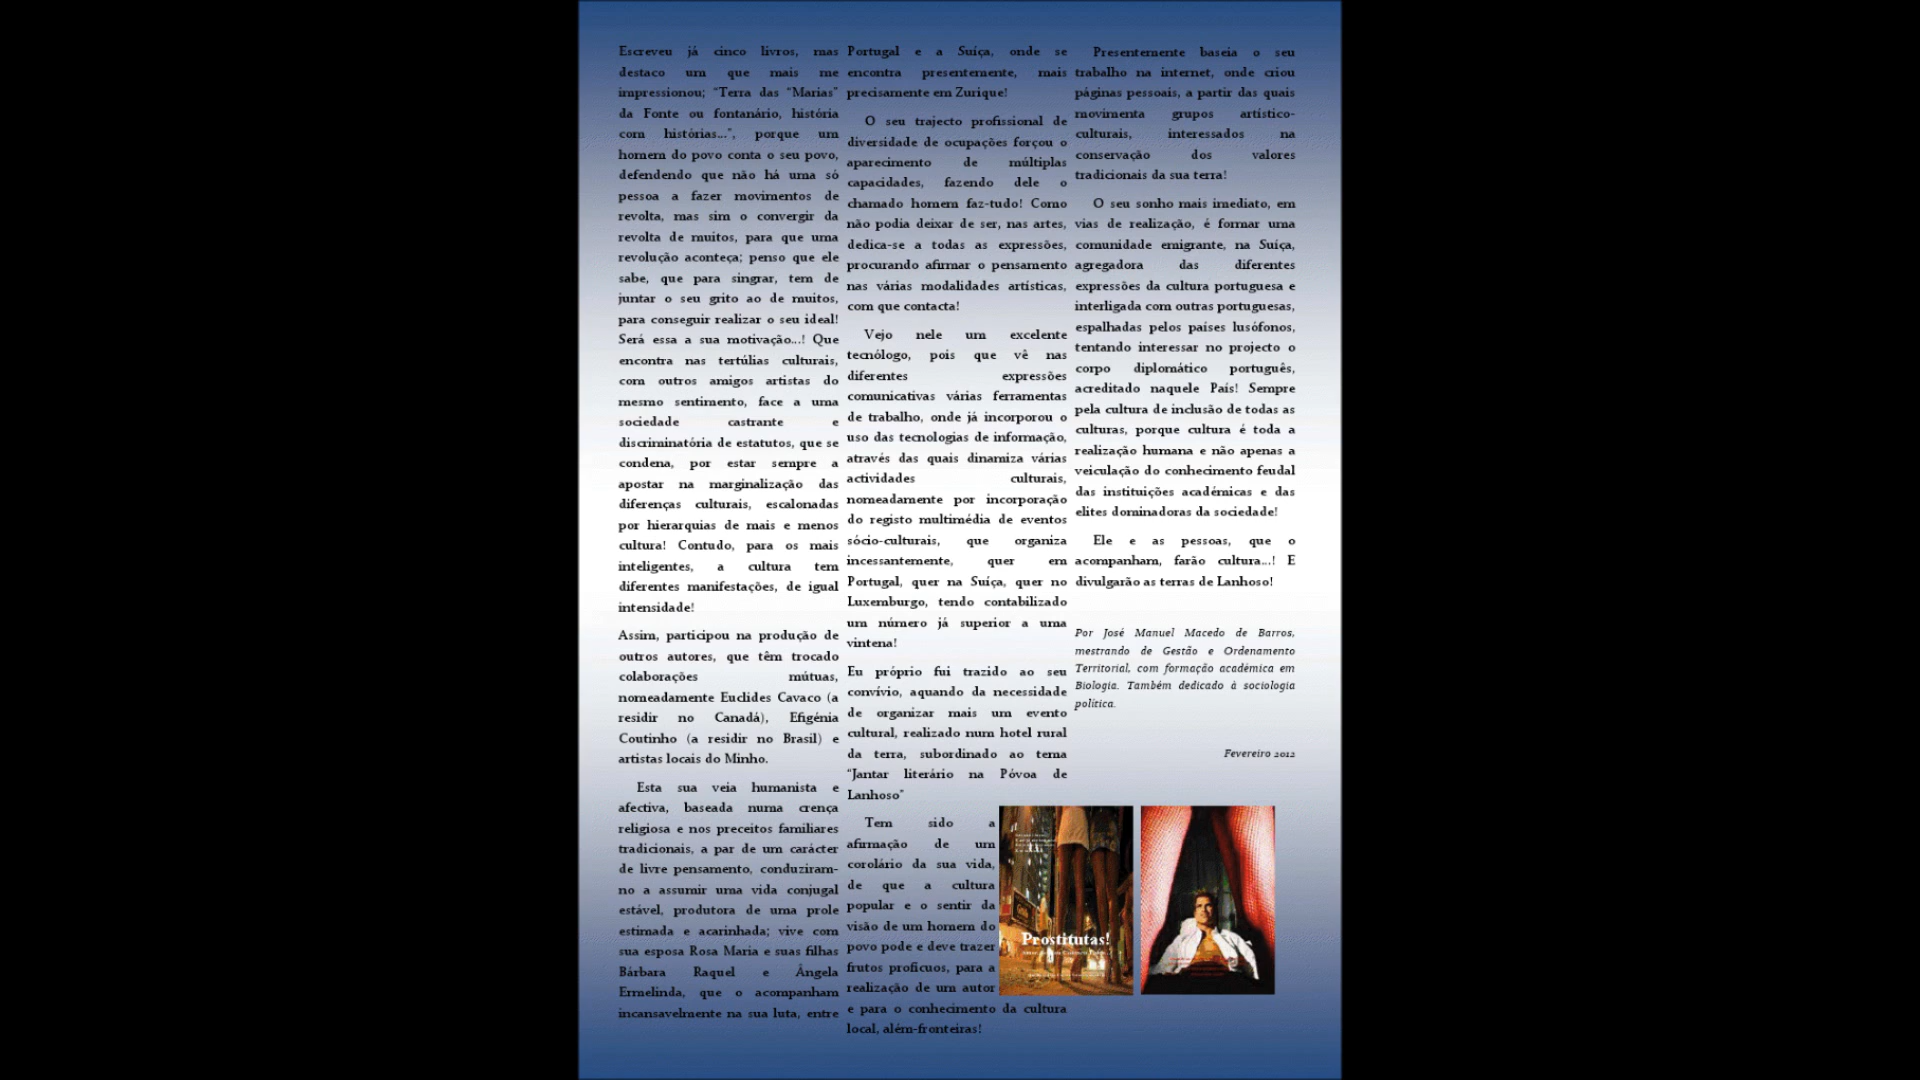 Escreveu já cinco livros, mas
destaco um que mais me
impressionou; “Terra das “Marias”
da Fonte ou fontanário, história
com histórias...”, porque um
homem do povo conta o seu povo,
defendendo que não há uma só
pessoa a fazer movimentos de
revolta, mas sim o convergir da
revolta de muitos, para que uma
revolução aconteça; penso que ele
sabe, que para singrar, tem de
juntar o seu grito ao de muitos,
para conseguir realizar o seu ideal!
Será essa a sua motivação...! Que
encontra nas tertúlias culturais,
com outros amigos artistas do
mesmo sentimento, face a uma
sociedade castrante e
discriminatória de estatutos, que se
condena, por estar sempre a
apostar na marginalização das
diferenças culturais, escalonadas
por hierarquias de mais e menos
cultura! Contudo, para os mais
inteligentes, a cultura tem
diferentes manifestações, de igual
intensidade!
Assim, participou na produção de
outros autores, que têm trocado
colaborações mútuas,
nomeadamente Euclides Cavaco (a
residir no Canadá), Efigénia
Coutinho (a residir no Brasil) e
artistas locais do Minho.
Esta sua veia humanista e
afectiva, baseada numa crença
religiosa e nos preceitos familiares
tradicionais, a par de um carácter
de livre pensamento, conduziram-
no a assumir uma vida conjugal
estável, produtora de uma prole
estimada e acarinhada; vive com
sua esposa Rosa Maria e suas filhas
Bárbara Raquel e Ângela
Ermelinda, que o acompanham
incansavelmente na sua luta, entre
Portugal e a Suíça, onde se
encontra presentemente, mais
precisamente em Zurique!
O seu trajecto profissional de
diversidade de ocupações forçou o
aparecimento de múltiplas
capacidades, fazendo dele o
chamado homem faz-tudo! Como
não podia deixar de ser, nas artes,
dedica-se a todas as expressões,
procurando afirmar o pensamento
nas várias modalidades artísticas,
com que contacta!
Vejo nele um excelente
tecnólogo, pois que vê nas
diferentes expressões
comunicativas várias ferramentas
de trabalho, onde já incorporou o
uso das tecnologias de informação,
através das quais dinamiza várias
actividades culturais,
nomeadamente por incorporação
do registo multimédia de eventos
sócio-culturais, que organiza
incessantemente, quer em
Portugal, quer na Suíça, quer no
Luxemburgo, tendo contabilizado
um número já superior a uma
vintena!
Eu próprio fui trazido ao seu
convívio, aquando da necessidade
de organizar mais um evento
cultural, realizado num hotel rural
da terra, subordinado ao tema
“Jantar literário na Póvoa de
Lanhoso”
Tem sido a
afirmação de um
corolário da sua vida,
de que a cultura
popular e o sentir da
visão de um homem do
povo pode e deve trazer
frutos profícuos, para a
realização de um autor
e para o conhecimento da cultura
local, além-fronteiras!
Presentemente baseia o seu
trabalho na internet, onde criou
páginas pessoais, a partir das quais
movimenta grupos artístico-
culturais, interessados na
conservação dos valores
tradicionais da sua terra!
O seu sonho mais imediato, em
vias de realização, é formar uma
comunidade emigrante, na Suíça,
agregadora das diferentes
expressões da cultura portuguesa e
interligada com outras portuguesas,
espalhadas pelos países lusófonos,
tentando interessar no projecto o
corpo diplomático português,
acreditado naquele País! Sempre
pela cultura de inclusão de todas as
culturas, porque cultura é toda a
realização humana e não apenas a
veiculação do conhecimento feudal
das instituições académicas e das
elites dominadoras da sociedade!
Ele e as pessoas, que o
acompanham, farão cultura...! E
divulgarão as terras de Lanhoso!
Por José Manuel Macedo de Barros,
mestrando de Gestão e Ordenamento
Territorial, com formação académica em
Biologia. Também dedicado à sociologia
política.
Fevereiro 2012
Prostitutas!